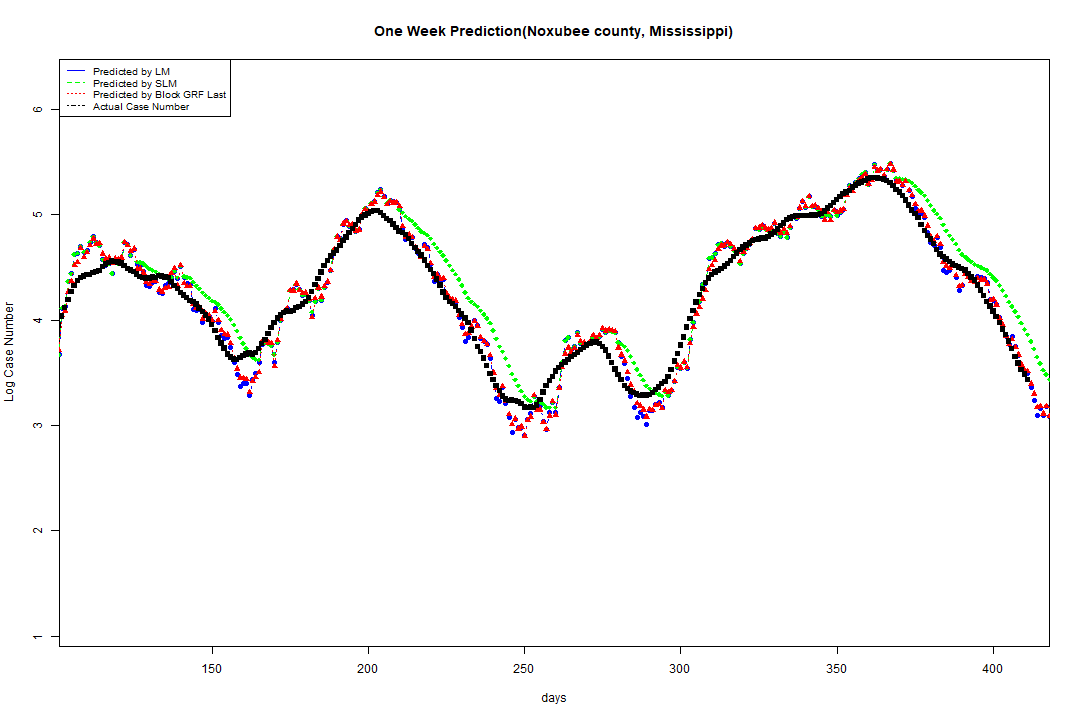 One Week Prediction(Noxubee county, Mississippi)
Predicted by LM
Predicted by SLM
Predicted by Block GRF Last
Actual Case Number
6
5
4
3
2
1
Log Case Number
150 200 250 300 350 400
days